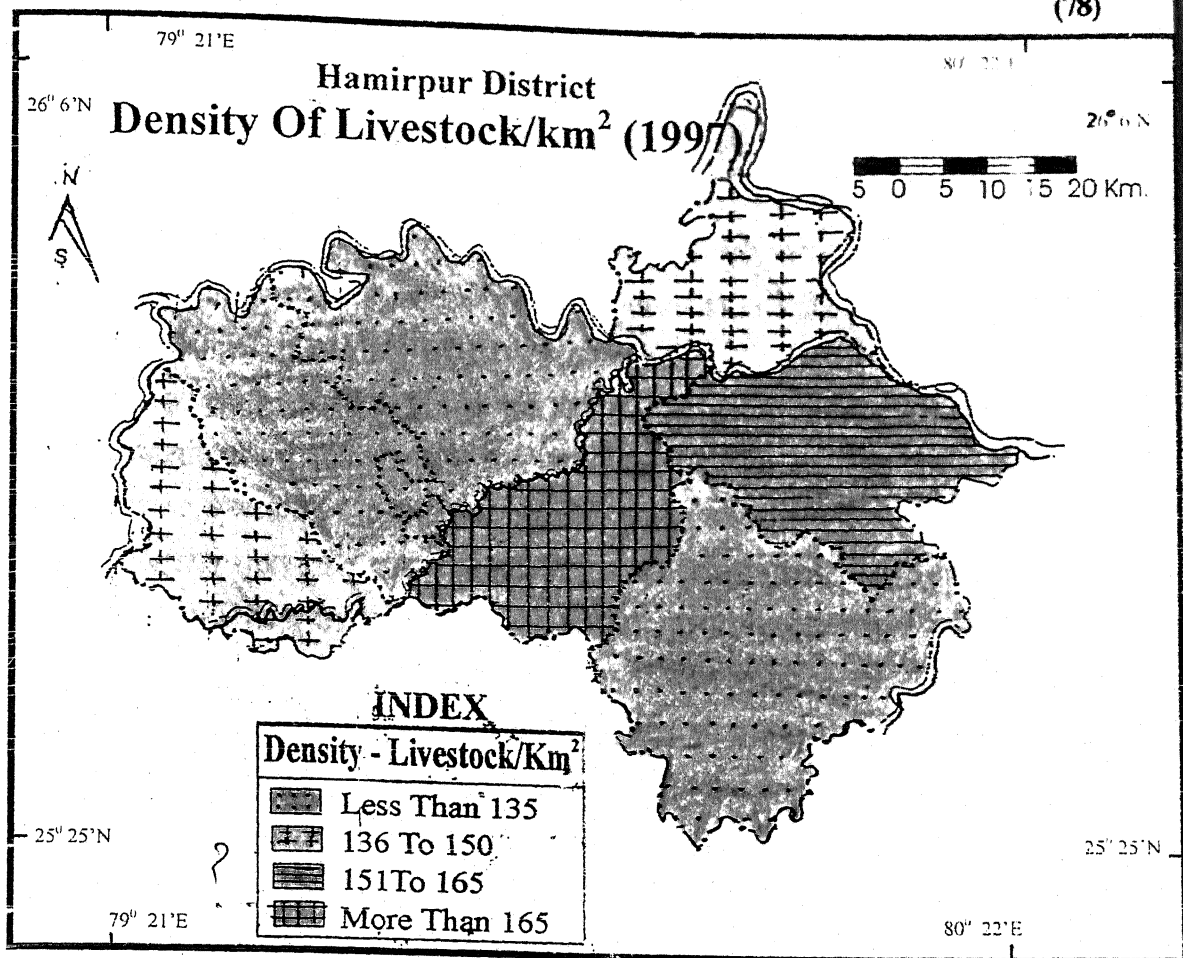 (78)
79° 21'E
80° 22'E
Hamirpur District
26° 6'N
Density Of Livestock/km² (1997)
26° 6'N
N
S
5 0 5 10 15 20 Km.
INDEX
Density - Livestock/Km²
Less Than 135
136 To 150
151To 165
More Than 165
25° 25'N
25° 25'N
?
79° 21'E
80° 22'E